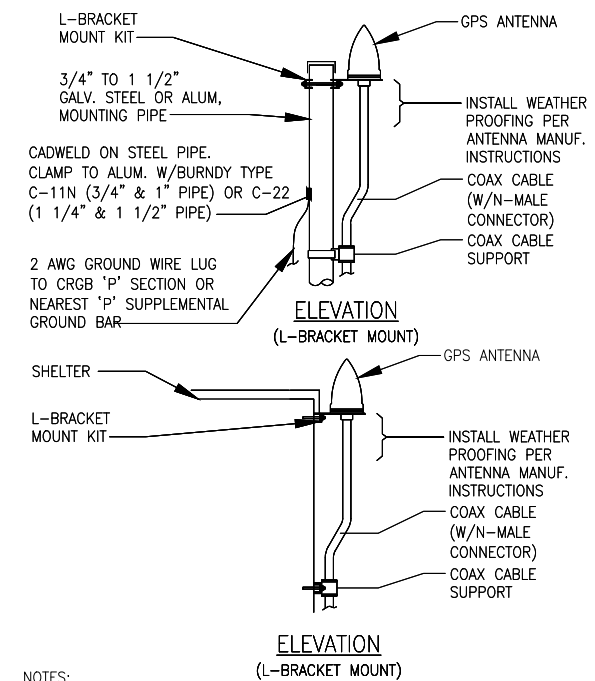 L-BRACKET
MOUNT KIT
GPS ANTENNA
3/4" TO 1 1/2"
GALV. STEEL OR ALUM,
MOUNTING PIPE
INSTALL WEATHER
PROOFING PER
ANTENNA MANUF.
INSTRUCTIONS
CADWELD ON STEEL PIPE.
CLAMP TO ALUM. W/BURNDY TYPE
C-11N (3/4" & 1" PIPE) OR C-22
(1 1/4" & 1 1/2" PIPE)
COAX CABLE
(W/N-MALE
CONNECTOR)
COAX CABLE
SUPPORT
2 AWG GROUND WIRE LUG
TO CRGB 'P' SECTION OR
NEAREST 'P' SUPPLEMENTAL
GROUND BAR
ELEVATION
(L-BRACKET MOUNT)
GPS ANTENNA
SHELTER
L-BRACKET
MOUNT KIT
INSTALL WEATHER
PROOFING PER
ANTENNA MANUF.
INSTRUCTIONS
COAX CABLE
(W/N-MALE
CONNECTOR)
COAX CABLE
SUPPORT
ELEVATION
(L-BRACKET MOUNT)
NOTES: